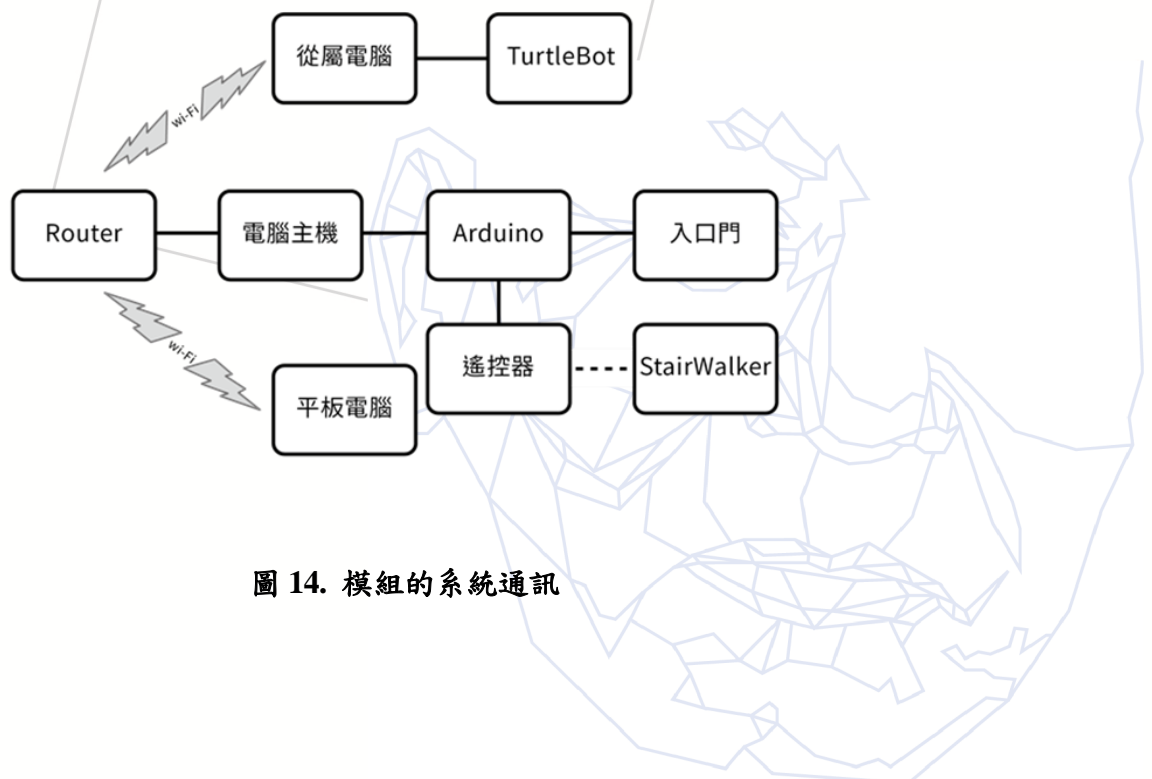 從屬電腦
TurtleBot
wi-Fi
Router
電腦主機
Arduino
入口門
wi-Fi
遙控器
StairWalker
平板電腦
圖 14. 模組的系統通訊